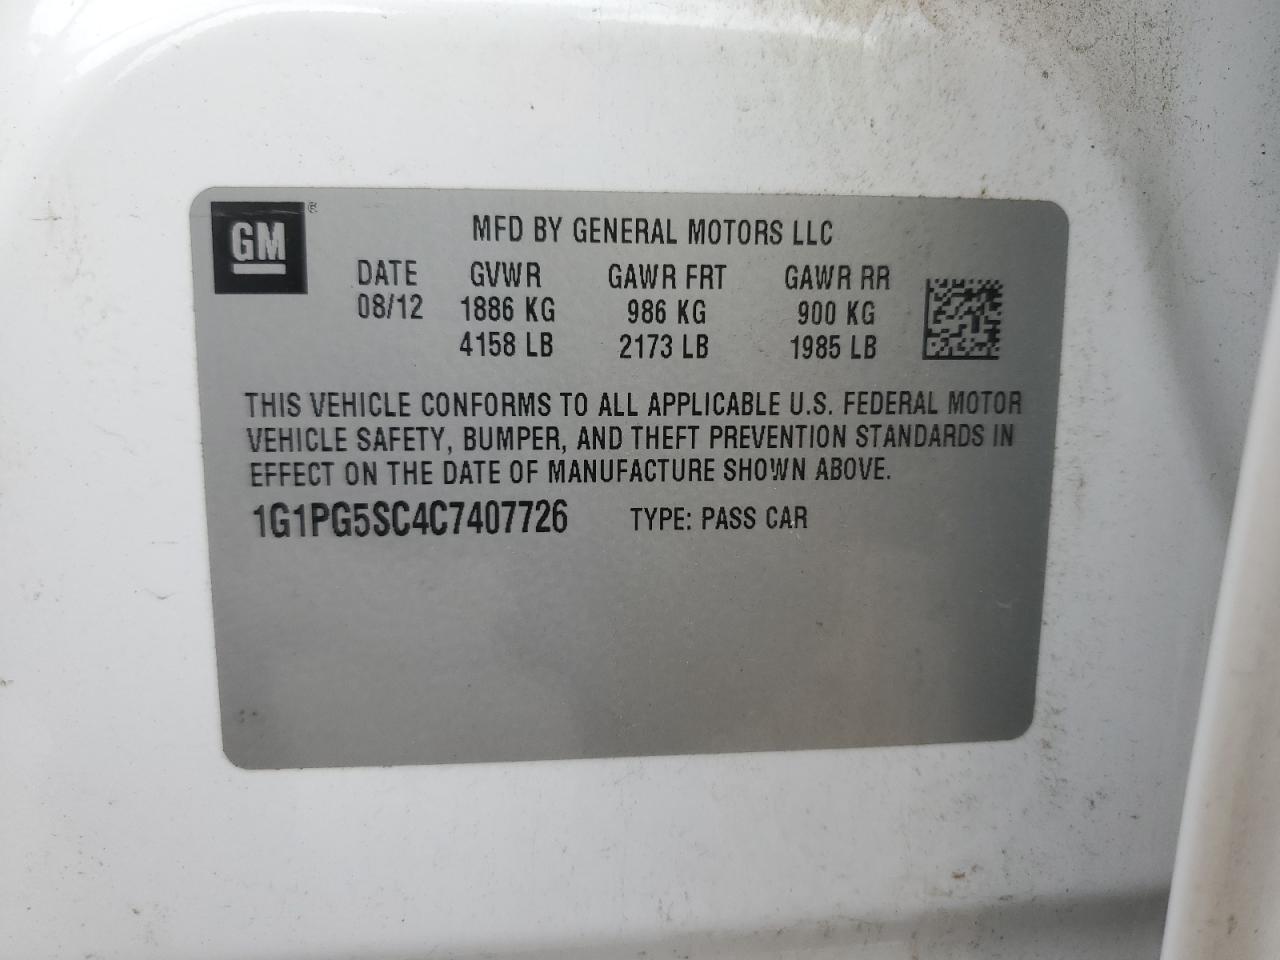 GM ®
MFD BY GENERAL MOTORS LLC
DATE GVWR GAWR FRT GAWR RR
08/12 1886 KG 986 KG 900 KG
4158 LB 2173 LB 1985 LB
THIS VEHICLE CONFORMS TO ALL APPLICABLE U.S. FEDERAL MOTOR
VEHICLE SAFETY, BUMPER, AND THEFT PREVENTION STANDARDS IN
EFFECT ON THE DATE OF MANUFACTURE SHOWN ABOVE.
1G1PG5SC4C7407726 TYPE: PASS CAR